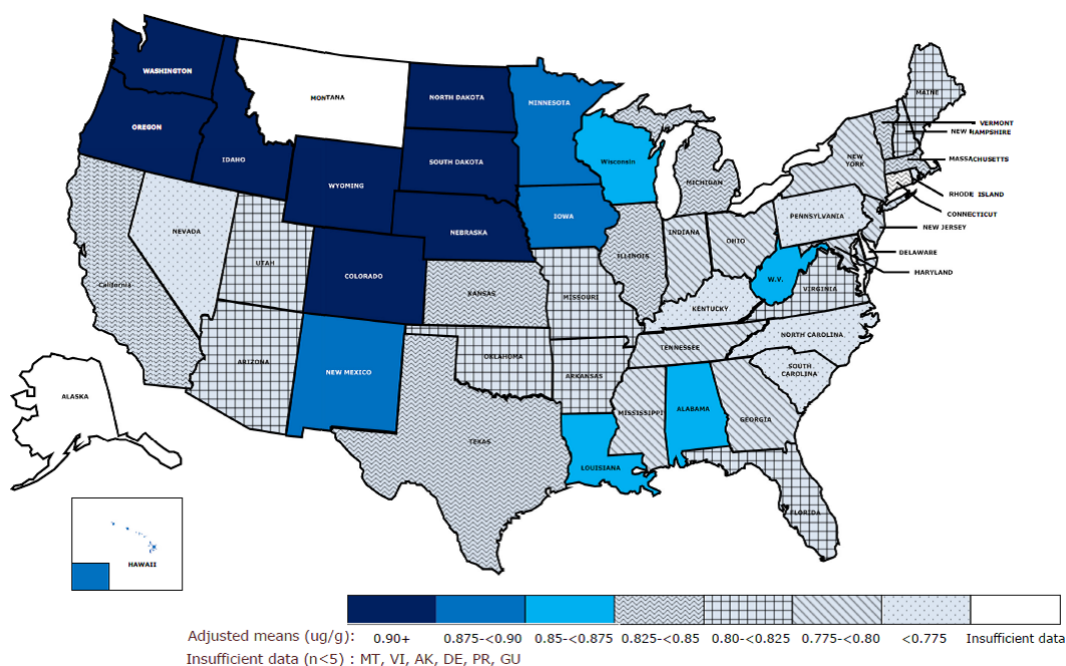 WASHINGTON
OREGON
IDAHO
MONTANA
WYOMING
NORTH DAKOTA
SOUTH DAKOTA
NEBRASKA
MINNESOTA
IOWA
Wisconsin
MICHIGAN
ILLINOIS
INDIANA
OHIO
PENNSYLVANIA
NEW YORK
MAINE
VERMONT
NEW HAMPSHIRE
MASSACHUSETTS
RHODE ISLAND
CONNECTICUT
NEW JERSEY
DELAWARE
MARYLAND
California
NEVADA
UTAH
COLORADO
KANSAS
MISSOURI
KENTUCKY
W.V.
VIRGINIA
NORTH CAROLINA
SOUTH CAROLINA
TENNESSEE
ARIZONA
NEW MEXICO
OKLAHOMA
ARKANSAS
TEXAS
LOUISIANA
MISSISSIPPI
ALABAMA
GEORGIA
FLORIDA
ALASKA
HAWAII
Adjusted means (ug/g): 0.90+ 0.875-<0.90 0.85-<0.875 0.825-<0.85 0.80-<0.825 0.775-<0.80 <0.775 Insufficient data
Insufficient data (n<5) : MT, VI, AK, DE, PR, GU